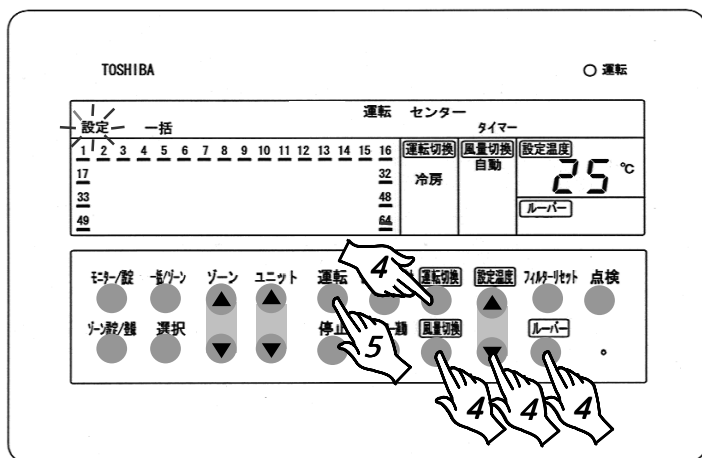 TOSHIBA
運転
運転 センター
設定 一括 タイマー
1 2 3 4 5 6 7 8 9 10 11 12 13 14 15 16 運転切換 風量切換 設定温度
冷房 自動 25 ℃
17 32
33 48
49 64 ルーバー
モニター/設定 一括/ゾーン ゾーン ユニット 運転 4 運転切換 設定温度 フィルターリセット 点検
ゾーン設定/登録 選択 停止 風量切換 ルーバー
5
4 4 4